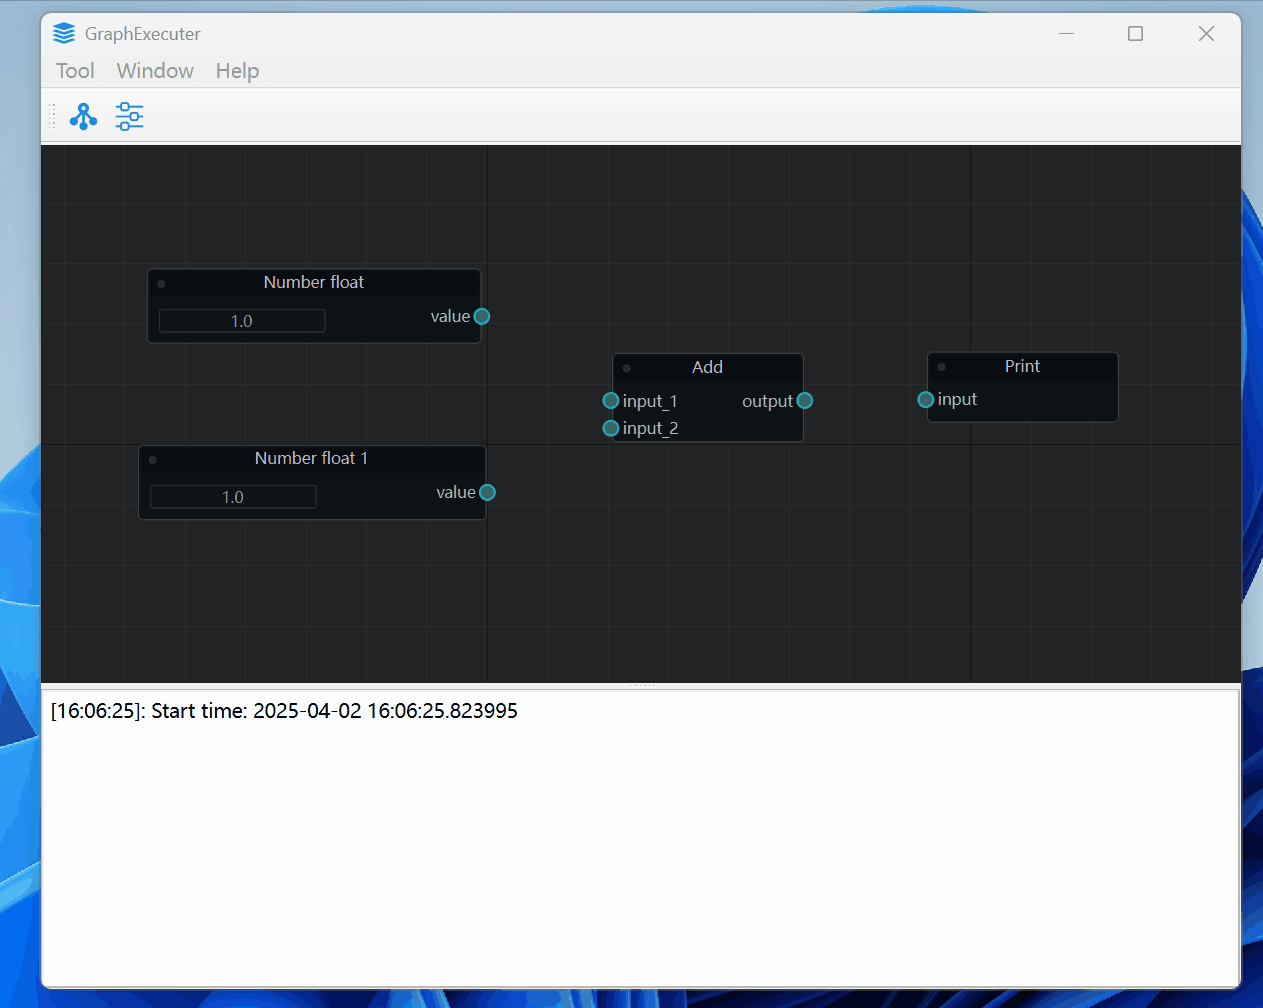 GraphExecuter
Tool Window Help
Number float
1.0
value
Add
input_1
output
input_2
Print
input
Number float 1
1.0
value
[16:06:25]: Start time: 2025-04-02 16:06:25.823995